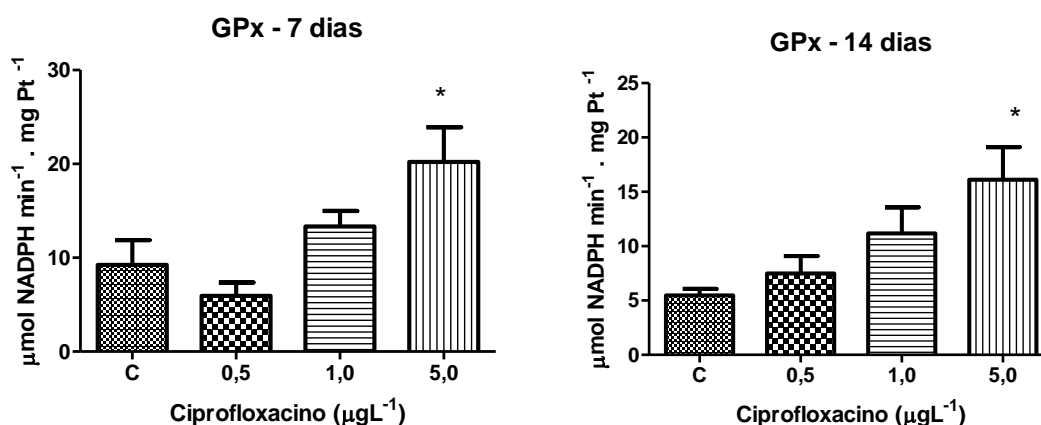 GPx - 7 dias
μmol NADPH min⁻¹ . mg Pt ⁻¹
30
20
10
0
*
C 0,5 1,0 5,0
Ciprofloxacino (μgL⁻¹)
GPx - 14 dias
μmol NADPH min⁻¹ . mg Pt ⁻¹
25
20
15
10
5
0
*
C 0,5 1,0 5,0
Ciprofloxacino (μgL⁻¹)